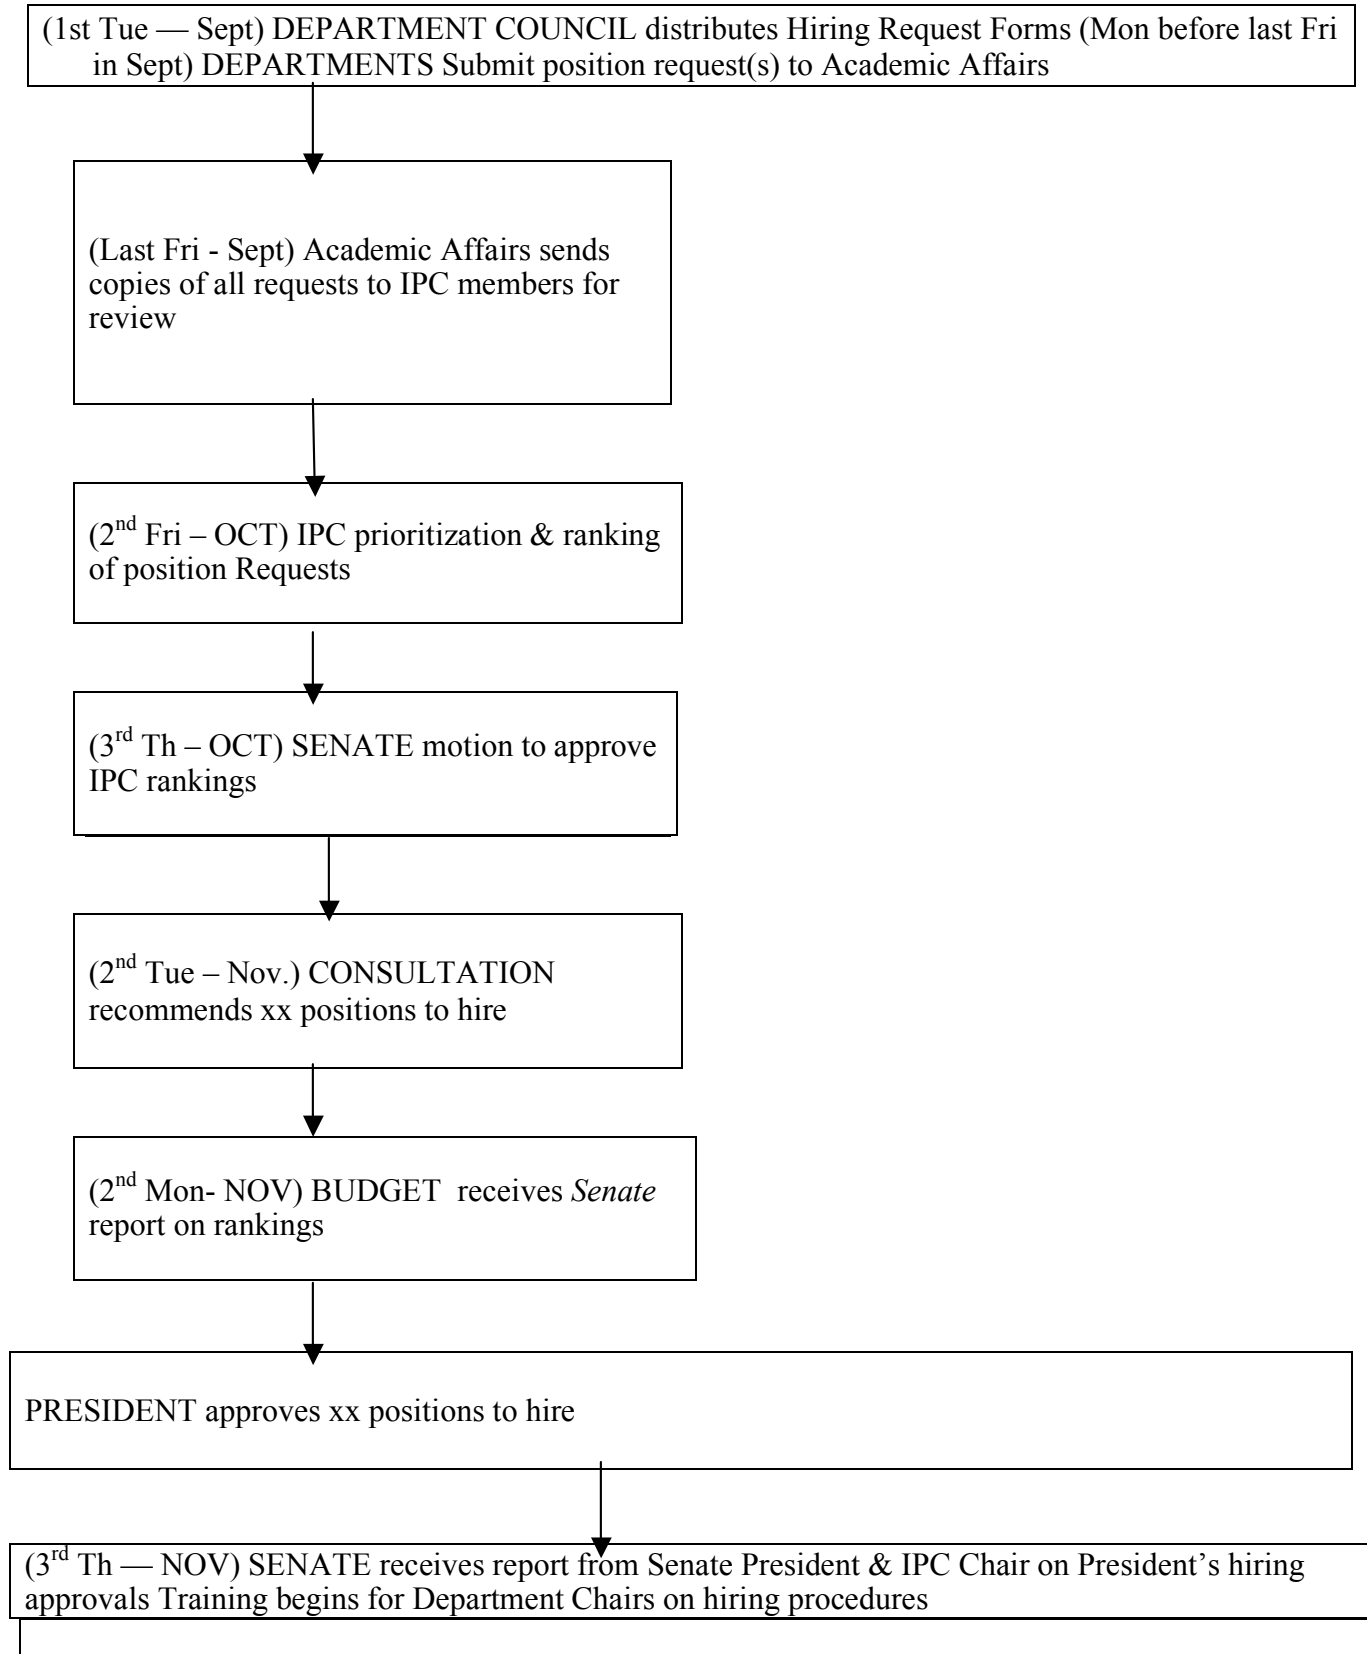 (1st Tue — Sept) DEPARTMENT COUNCIL distributes Hiring Request Forms (Mon before last Fri
in Sept) DEPARTMENTS Submit position request(s) to Academic Affairs
(Last Fri - Sept) Academic Affairs sends
copies of all requests to IPC members for
review
(2nd Fri – OCT) IPC prioritization & ranking
of position Requests
(3rd Th – OCT) SENATE motion to approve
IPC rankings
(2nd Tue – Nov.) CONSULTATION
recommends xx positions to hire
(2nd Mon- NOV) BUDGET  receives Senate
report on rankings
PRESIDENT approves xx positions to hire
(3rd Th — NOV) SENATE receives report from Senate President & IPC Chair on President’s hiring
approvals Training begins for Department Chairs on hiring procedures